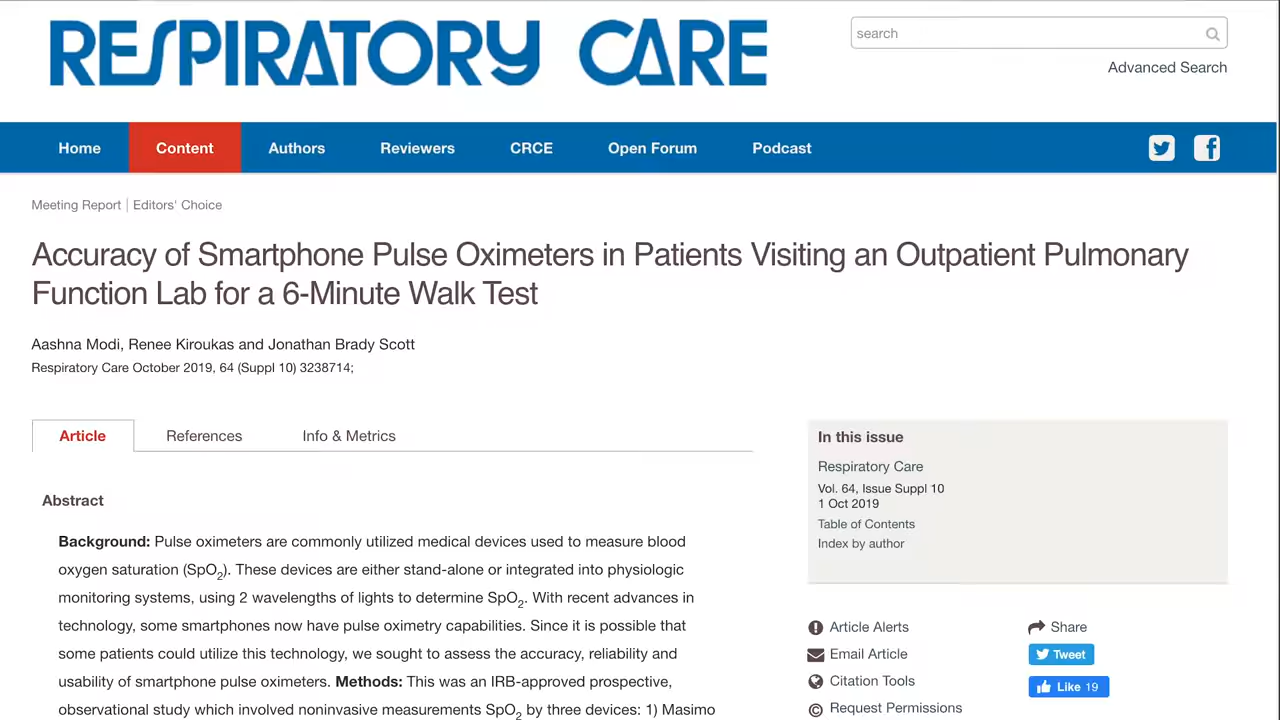 RESPIRATORY CARE
search
Advanced Search
Home Content Authors Reviewers CRCE Open Forum Podcast
Meeting Report | Editors' Choice
Accuracy of Smartphone Pulse Oximeters in Patients Visiting an Outpatient Pulmonary
Function Lab for a 6-Minute Walk Test
Aashna Modi, Renee Kiroukas and Jonathan Brady Scott
Respiratory Care October 2019, 64 (Suppl 10) 3238714;
Article References Info & Metrics
Abstract
Background: Pulse oximeters are commonly utilized medical devices used to measure blood
oxygen saturation (SpO2). These devices are either stand-alone or integrated into physiologic
monitoring systems, using 2 wavelengths of lights to determine SpO2. With recent advances in
technology, some smartphones now have pulse oximetry capabilities. Since it is possible that
some patients could utilize this technology, we sought to assess the accuracy, reliability and
usability of smartphone pulse oximeters. Methods: This was an IRB-approved prospective,
observational study which involved noninvasive measurements SpO2 by three devices: 1) Masimo
In this issue
Respiratory Care
Vol. 64, Issue Suppl 10
1 Oct 2019
Table of Contents
Index by author
Article Alerts
Email Article
Citation Tools
© Request Permissions
Share
Tweet
Like 19